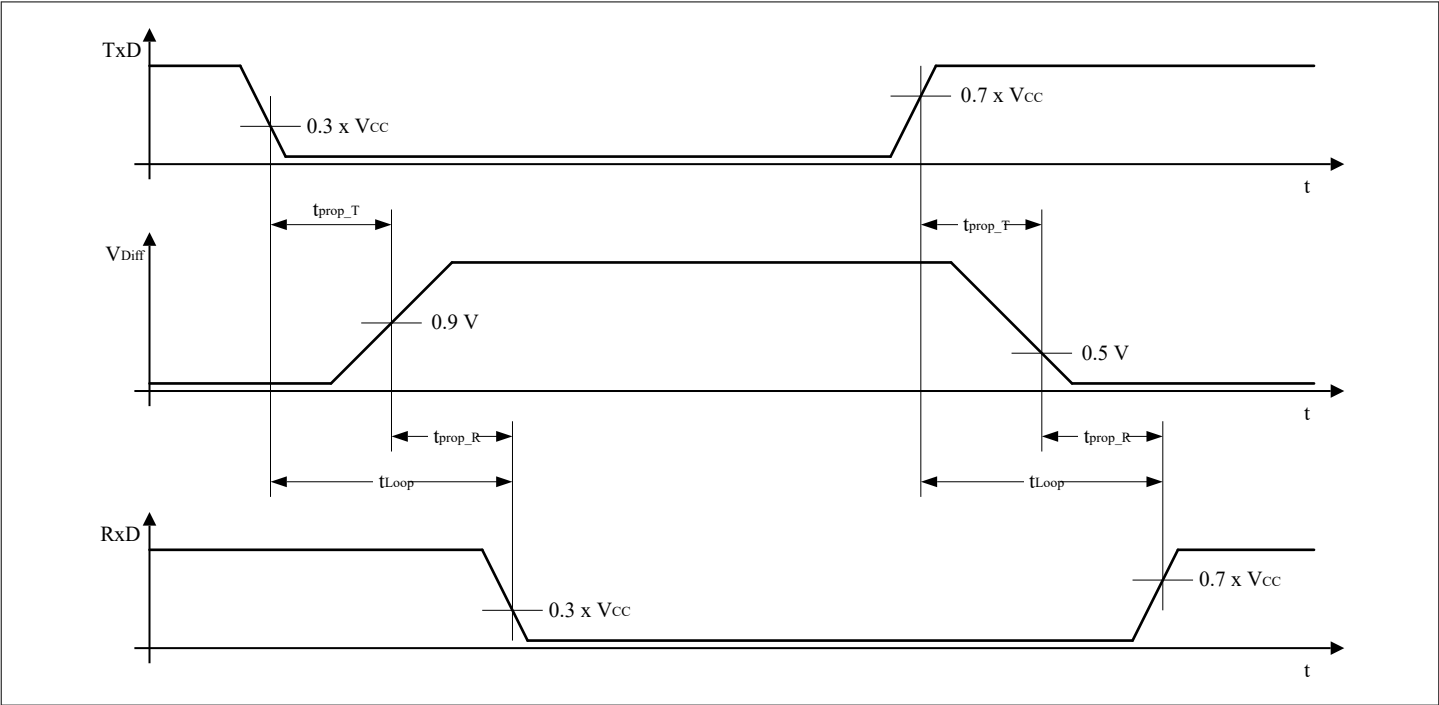 TxD
0.3 x VCC
0.7 x VCC
t
tprop_T
tprop_T
VDiff
0.9 V
0.5 V
t
tprop_R
tprop_R
tLoop
tLoop
RxD
0.3 x VCC
0.7 x VCC
t